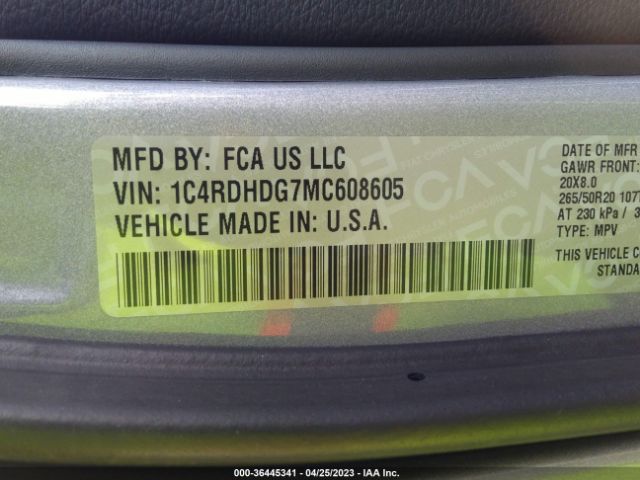 MFD BY: FCA US LLC
VIN: 1C4RDHDG7MC608605
VEHICLE MADE IN: U.S.A.
DATE OF MFR
GAWR FRONT:
20X8.0
265/50R20 107T
AT 230 kPa / 3
TYPE: MPV
THIS VEHICLE C
STANDA
000-36445341 - 04/25/2023 - IAA Inc.